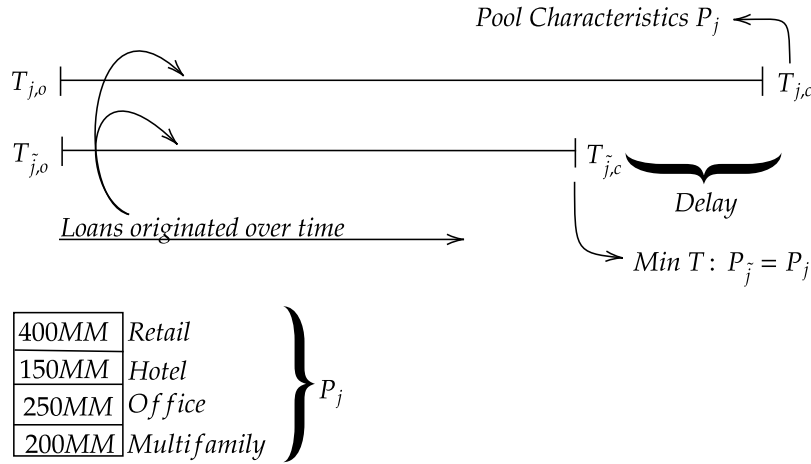 Pool Characteristics P_j
T_{j,o}
T_{j,c}
T_{j̃,o}
T_{j̃,c}
Delay
Loans originated over time
Min T : P_{j̃} = P_j
400MM Retail
150MM Hotel
250MM Office
200MM Multifamily
P_j